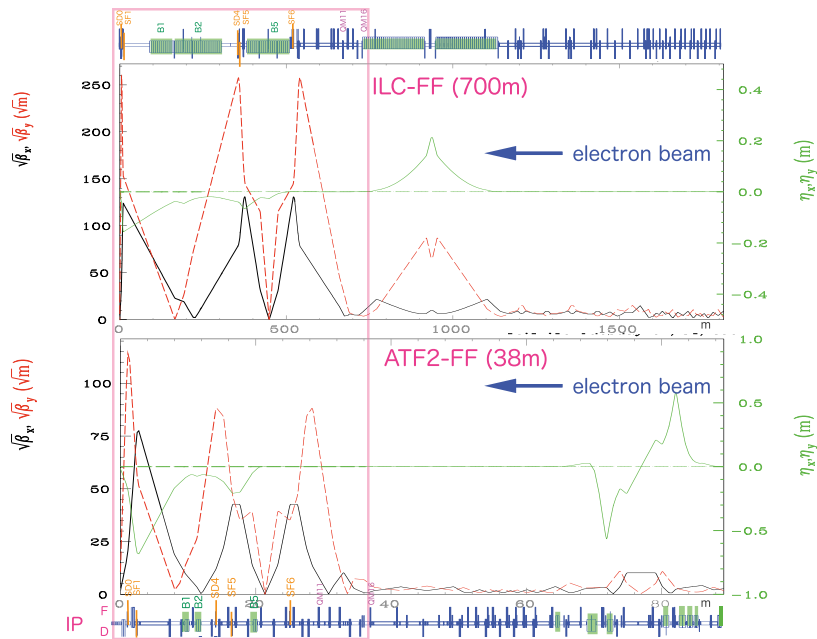 SD0
SF1
B1
B2
SD4
SF5
B5
SF6
QM11
QM16
ILC-FF (700m)
electron beam
√βx, √βy (√m)
250
200
150
100
50
0
ηx,ηy (m)
0.4
0.2
0.0
−0.2
−0.4
0
500
1000
1500
m
ATF2-FF (38m)
electron beam
√βx, √βy (√m)
100
75
50
25
0
ηx,ηy (m)
1.0
0.5
0.0
−0.5
−1.0
SD0
SF1
B1
B2
SD4
SF5
B5
SF6
QM11
QM16
0
20
40
60
80
m
IP
F
D